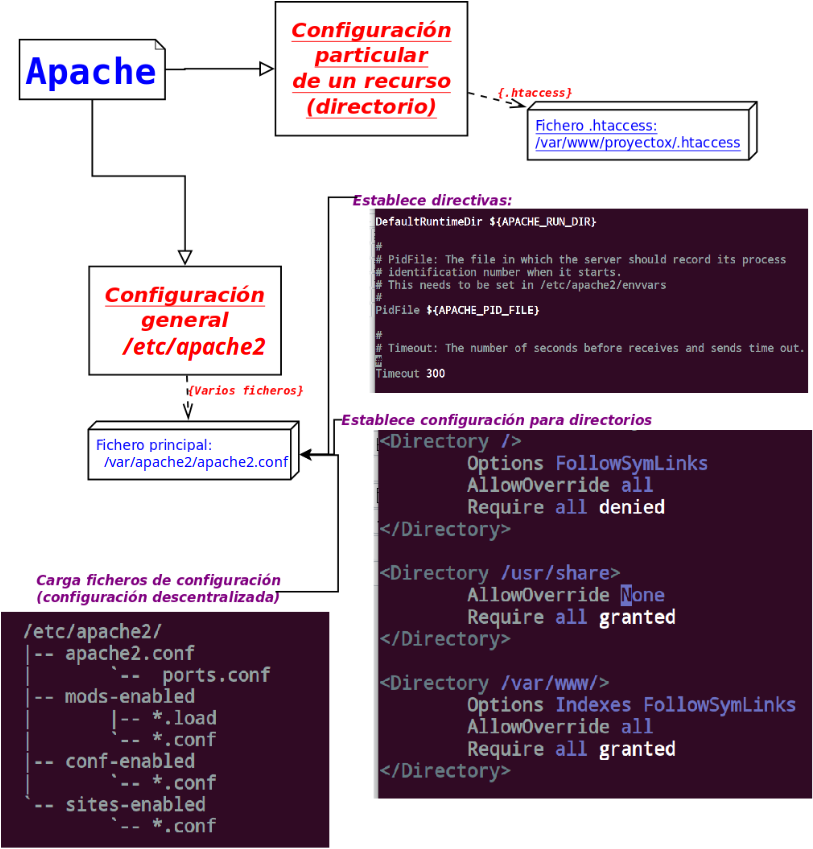 Apache
Configuración
particular
de un recurso
(directorio)
{.htaccess}
Fichero .htaccess:
/var/www/proyectox/.htaccess
Configuración
general
/etc/apache2
{Varios ficheros}
Fichero principal:
/var/apache2/apache2.conf
Establece directivas:
DefaultRuntimeDir ${APACHE_RUN_DIR}
#
# PidFile: The file in which the server should record its process
# identification number when it starts.
# This needs to be set in /etc/apache2/envvars
#
PidFile ${APACHE_PID_FILE}
#
# Timeout: The number of seconds before receives and sends time out.
#
Timeout 300
Establece configuración para directorios
<Directory />
Options FollowSymLinks
AllowOverride all
Require all denied
</Directory>
<Directory /usr/share>
AllowOverride None
Require all granted
</Directory>
<Directory /var/www/>
Options Indexes FollowSymLinks
AllowOverride all
Require all granted
</Directory>
Carga ficheros de configuración
(configuración descentralizada)
/etc/apache2/
|-- apache2.conf
|       `--  ports.conf
|-- mods-enabled
|       |-- *.load
|       `-- *.conf
|-- conf-enabled
|       `-- *.conf
`-- sites-enabled
        `-- *.conf